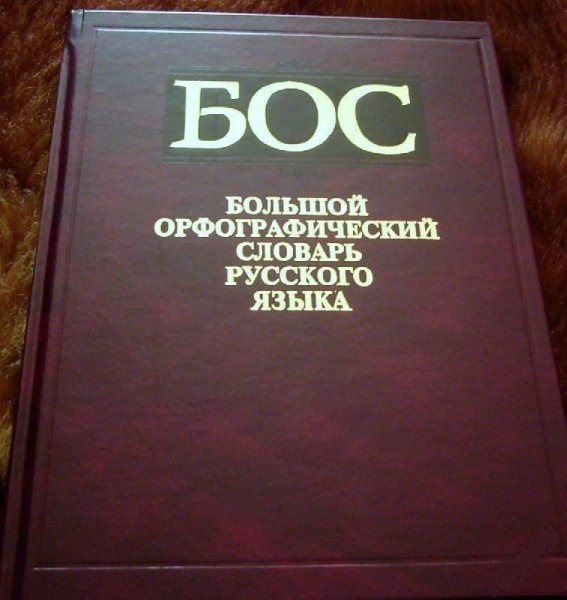 БОС
БОЛЬШОЙ
ОРФОГРАФИЧЕСКИЙ
СЛОВАРЬ
РУССКОГО
ЯЗЫКА